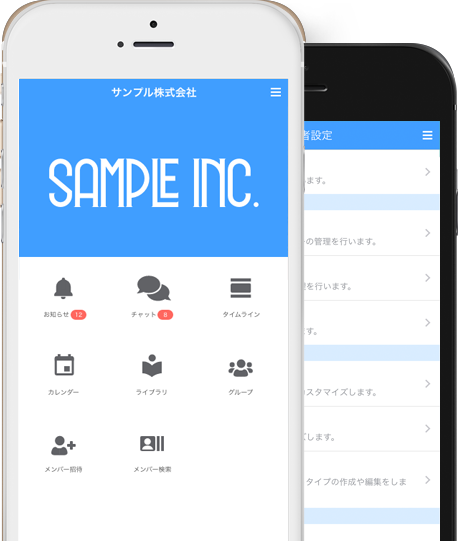 サンプル株式会社
SAMPLE INC.
お知らせ 12
チャット 8
タイムライン
カレンダー
ライブラリ
グループ
メンバー招待
メンバー検索
者設定
ます。
の管理を行います。
を行います。
す。
スタマイズします。
します。
タイプの作成や編集をしま